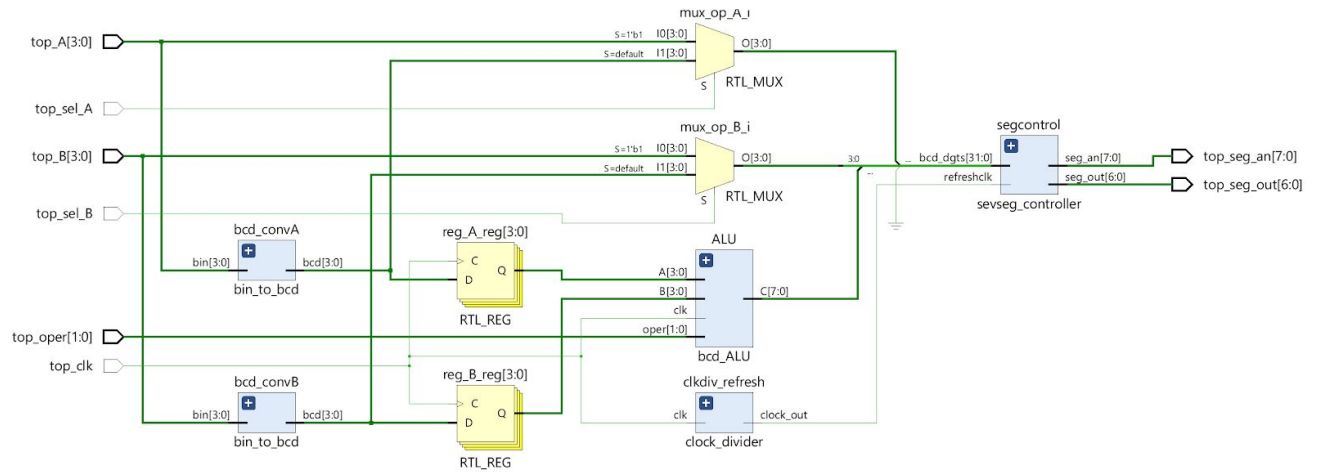 mux_op_A_i
top_A[3:0]
S=1'b1 I0[3:0]
S=default I1[3:0]
O[3:0]
S
RTL_MUX
top_sel_A
mux_op_B_i
top_B[3:0]
S=1'b1 I0[3:0]
S=default I1[3:0]
O[3:0]
S
RTL_MUX
3:0
...
...
segcontrol
bcd_dgts[31:0]
refreshclk
seg_an[7:0]
seg_out[6:0]
sevseg_controller
top_seg_an[7:0]
top_seg_out[6:0]
top_sel_B
bcd_convA
bin[3:0]
bcd[3:0]
bin_to_bcd
reg_A_reg[3:0]
C
D
Q
RTL_REG
ALU
A[3:0]
B[3:0]
clk
oper[1:0]
C[7:0]
bcd_ALU
top_oper[1:0]
top_clk
bcd_convB
bin[3:0]
bcd[3:0]
bin_to_bcd
reg_B_reg[3:0]
C
D
Q
RTL_REG
clkdiv_refresh
clk
clock_out
clock_divider